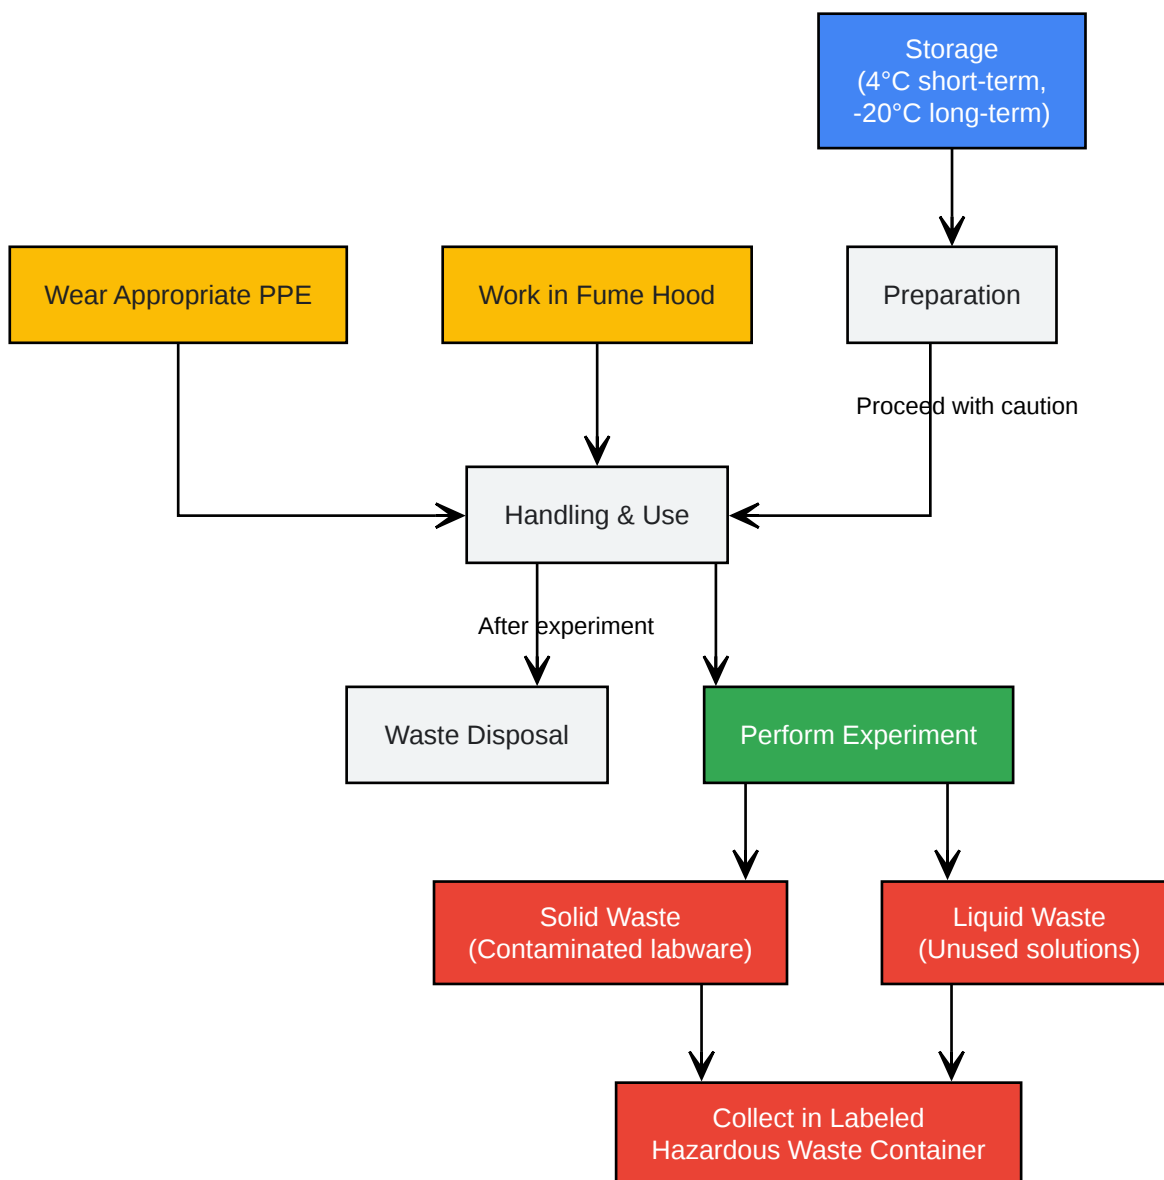 Storage
(4°C short-term,
-20°C long-term)
Wear Appropriate PPE
Work in Fume Hood
Preparation
Proceed with caution
Handling & Use
After experiment
Waste Disposal
Perform Experiment
Solid Waste
(Contaminated labware)
Liquid Waste
(Unused solutions)
Collect in Labeled
Hazardous Waste Container